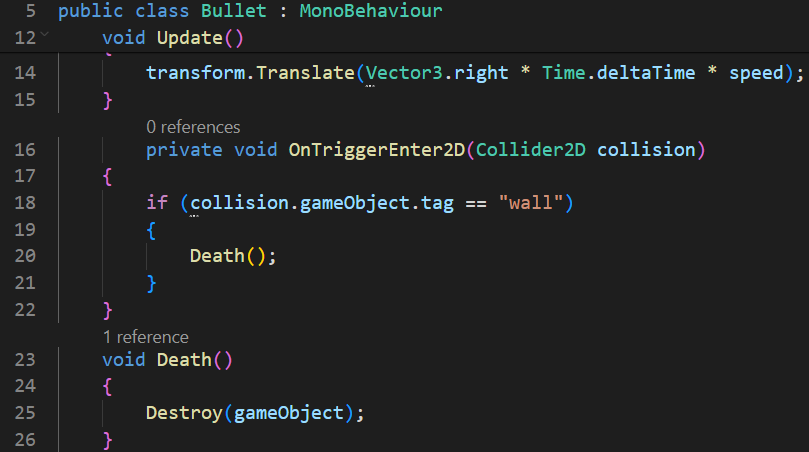 5 public class Bullet : MonoBehaviour
12 void Update()
14 transform.Translate(Vector3.right * Time.deltaTime * speed);
15 }
0 references
16 private void OnTriggerEnter2D(Collider2D collision)
17 {
18 if (collision.gameObject.tag == "wall")
19 {
20 Death();
21 }
22 }
1 reference
23 void Death()
24 {
25 Destroy(gameObject);
26 }